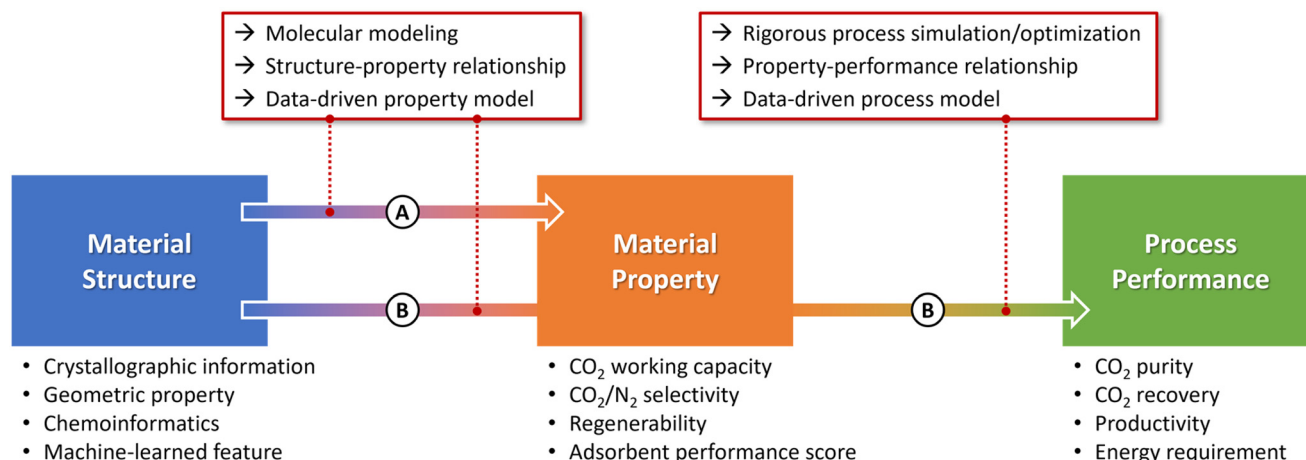 → Molecular modeling
→ Structure-property relationship
→ Data-driven property model
→ Rigorous process simulation/optimization
→ Property-performance relationship
→ Data-driven process model
Material
Structure
A
B
Material
Property
B
Process
Performance
• Crystallographic information
• Geometric property
• Chemoinformatics
• Machine-learned feature
• CO₂ working capacity
• CO₂/N₂ selectivity
• Regenerability
• Adsorbent performance score
• CO₂ purity
• CO₂ recovery
• Productivity
• Energy requirement